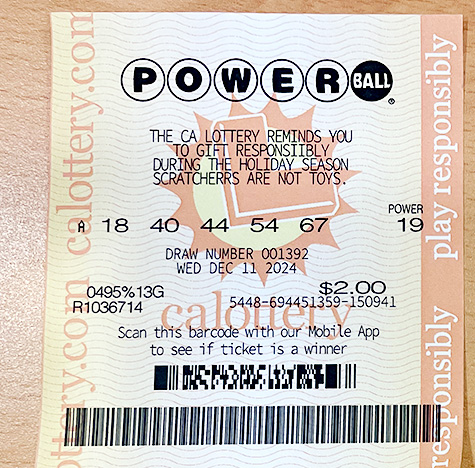 POWER BALL
®
THE CA LOTTERY REMINDS YOU
TO GIFT RESPONSIIBLY
DURING THE HOLIDAY SEASON
SCRATCHERRS ARE NOT TOYS.
POWER
A 18 40 44 54 67 19
DRAW NUMBER 001392
WED DEC 11 2024
0495%13G $2.00
R1036714 5448-694451359-150941
calottery
Scan this barcode with our Mobile App
to see if ticket is a winner
calottery.com calottery.com
play responsibly
responsibly